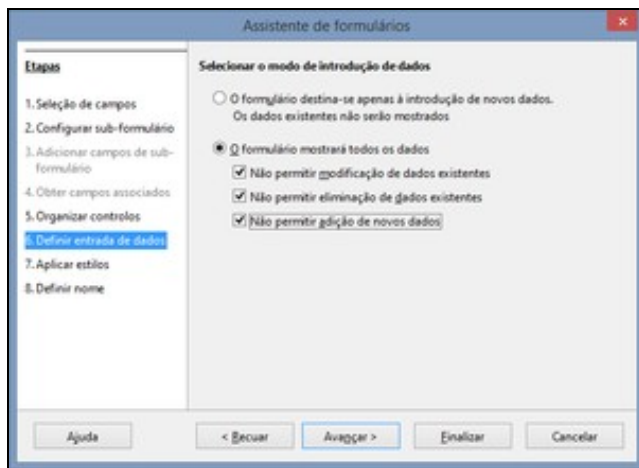 Assistente de formulários
Etapas
1. Seleção de campos
2. Configurar sub-formulário
3. Adicionar campos de sub-
formulário
4. Obter campos associados
5. Organizar controlos
6. Definir entrada de dados
7. Aplicar estilos
8. Definir nome
Selecionar o modo de introdução de dados
O formulário destina-se apenas à introdução de novos dados.
Os dados existentes não serão mostrados
O formulário mostrará todos os dados
Não permitir modificação de dados existentes
Não permitir eliminação de dados existentes
Não permitir adição de novos dados
Ajuda
< Recuar
Avançar >
Finalizar
Cancelar